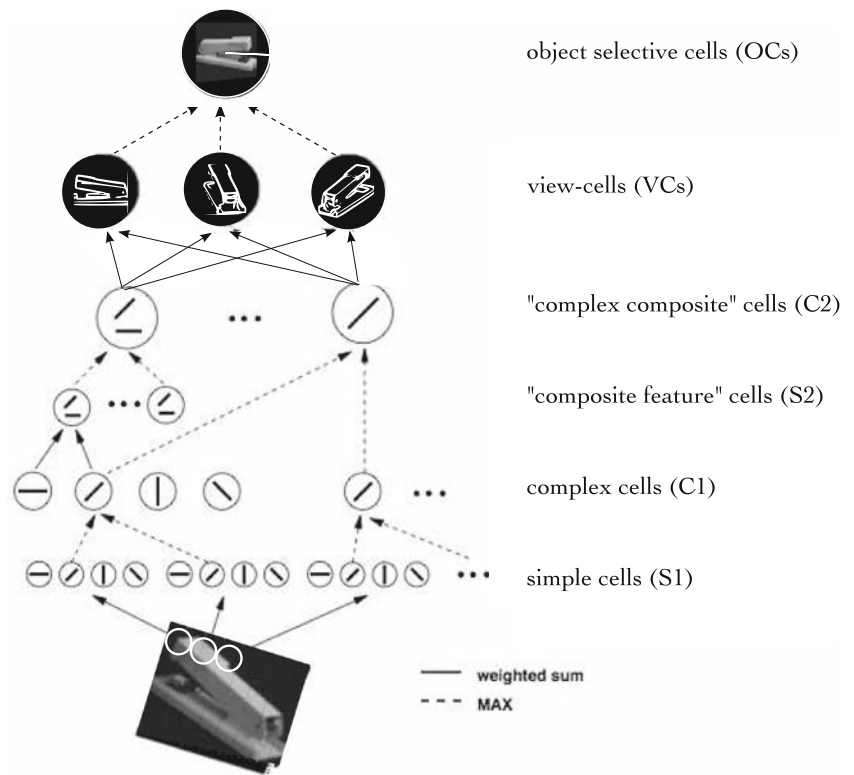 object selective cells (OCs)
view-cells (VCs)
"complex composite" cells (C2)
"composite feature" cells (S2)
complex cells (C1)
simple cells (S1)
weighted sum
MAX